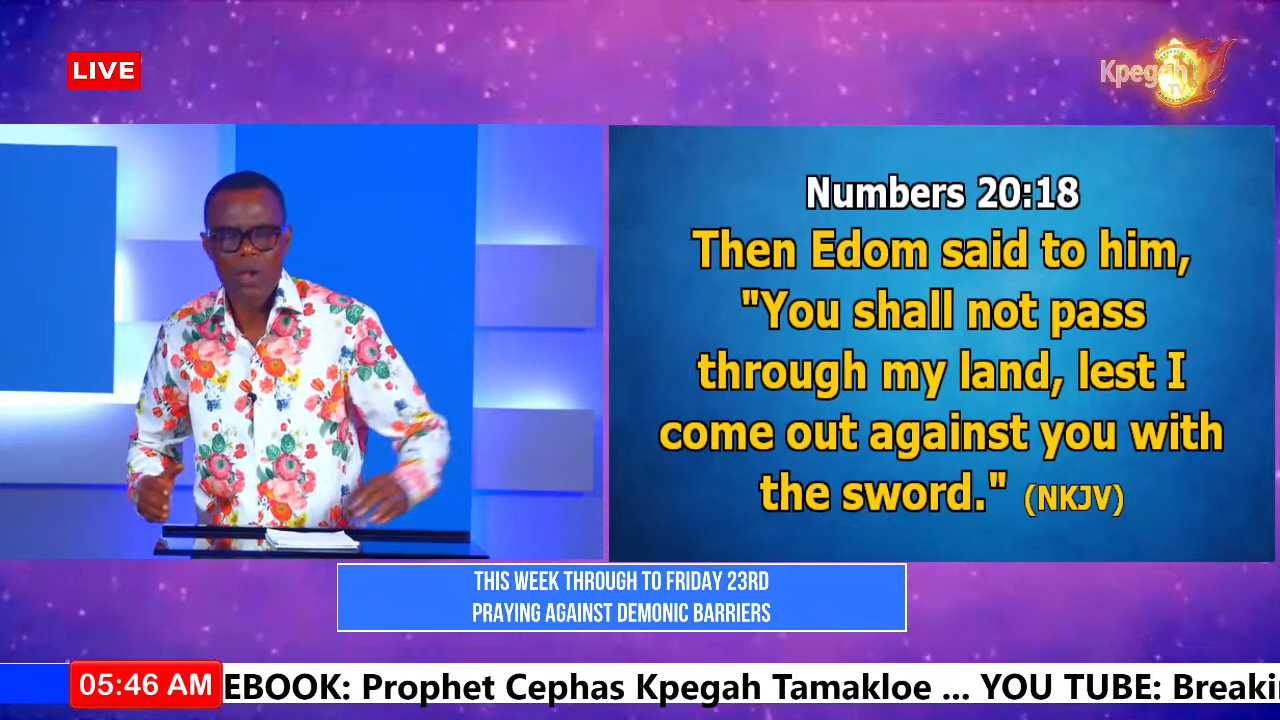 LIVE
Kpegah
TV
Numbers 20:18
Then Edom said to him,
"You shall not pass
through my land, lest I
come out against you with
the sword." (NKJV)
THIS WEEK THROUGH TO FRIDAY 23RD
PRAYING AGAINST DEMONIC BARRIERS
05:46 AM
EBOOK: Prophet Cephas Kpegah Tamakloe ... YOU TUBE: Breaki